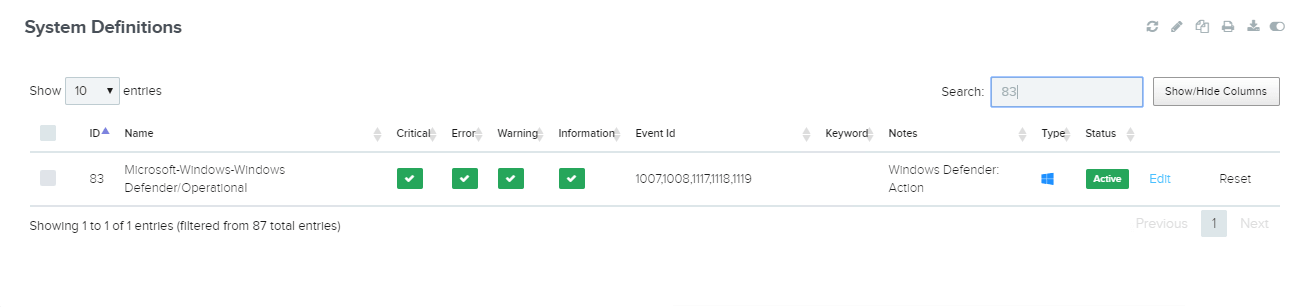 System Definitions
Show 10 entries
Search: 83
Show/Hide Columns
ID Name Critical Error Warning Information Event Id Keyword Notes Type Status
83 Microsoft-Windows-Windows 1007,1008,1117,1118,1119 Windows Defender: Active Edit Reset
Defender/Operational Action
Showing 1 to 1 of 1 entries (filtered from 87 total entries)
Previous 1 Next